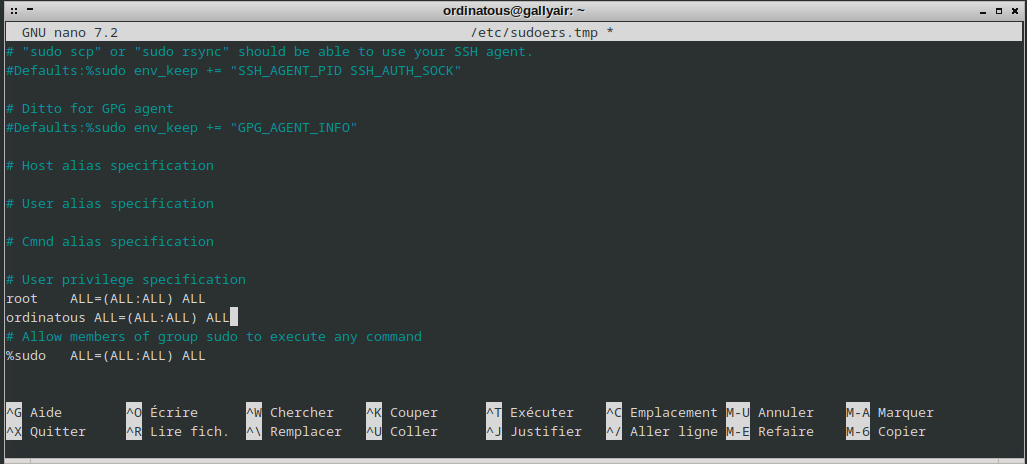 ordinatous@gallyair: ~
GNU nano 7.2 /etc/sudoers.tmp *
# "sudo scp" or "sudo rsync" should be able to use your SSH agent.
#Defaults:%sudo env_keep += "SSH_AGENT_PID SSH_AUTH_SOCK"
# Ditto for GPG agent
#Defaults:%sudo env_keep += "GPG_AGENT_INFO"
# Host alias specification
# User alias specification
# Cmnd alias specification
# User privilege specification
root    ALL=(ALL:ALL) ALL
ordinatous ALL=(ALL:ALL) ALL
# Allow members of group sudo to execute any command
%sudo   ALL=(ALL:ALL) ALL
^G Aide ^O Écrire ^W Chercher ^K Couper ^T Exécuter ^C Emplacement M-U Annuler M-A Marquer
^X Quitter ^R Lire fich. ^\ Remplacer ^U Coller ^J Justifier ^/ Aller ligne M-E Refaire M-6 Copier